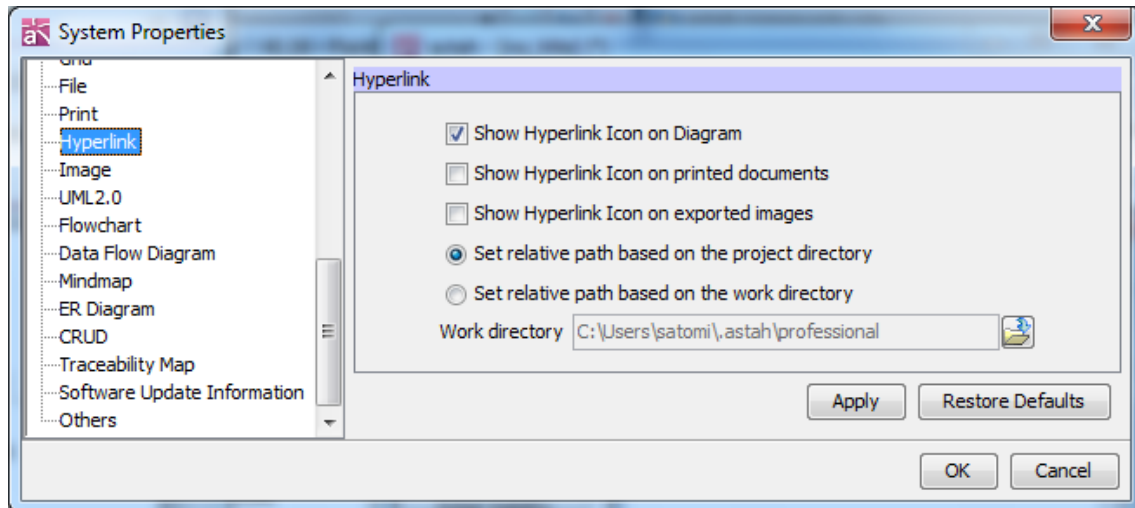 System Properties
Grid
File
Print
Hyperlink
Image
UML2.0
Flowchart
Data Flow Diagram
Mindmap
ER Diagram
CRUD
Traceability Map
Software Update Information
Others
Hyperlink
Show Hyperlink Icon on Diagram
Show Hyperlink Icon on printed documents
Show Hyperlink Icon on exported images
Set relative path based on the project directory
Set relative path based on the work directory
Work directory C:\Users\satomi\.astah\professional
Apply Restore Defaults
OK Cancel